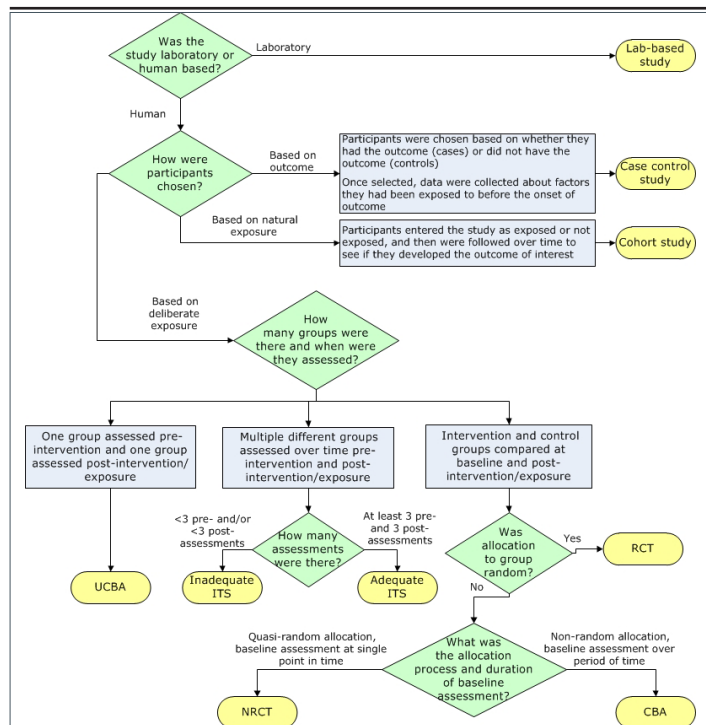 Was the
study laboratory or
human based?
Laboratory
Lab-based
study
Human
How were
participants
chosen?
Based on
outcome
Participants were chosen based on whether they
had the outcome (cases) or did not have the
outcome (controls)
Once selected, data were collected about factors
they had been exposed to before the onset of
outcome
Case control
study
Based on natural
exposure
Participants entered the study as exposed or not
exposed, and then were followed over time to
see if they developed the outcome of interest
Cohort study
Based on
deliberate
exposure
How
many groups were
there and when were
they assessed?
One group assessed pre-
intervention and one group
assessed post-intervention/
exposure
Multiple different groups
assessed over time pre-
intervention and post-
intervention/exposure
Intervention and control
groups compared at
baseline and post-
intervention/exposure
<3 pre- and/or
<3 post-
assessments
How many
assessments
were there?
At least 3 pre-
and 3 post-
assessments
Was
allocation
to group
random?
Yes
RCT
UCBA
Inadequate
ITS
Adequate
ITS
No
Quasi-random allocation,
baseline assessment at single
point in time
What was
the allocation
process and duration
of baseline
assessment?
Non-random allocation,
baseline assessment over
period of time
NRCT
CBA